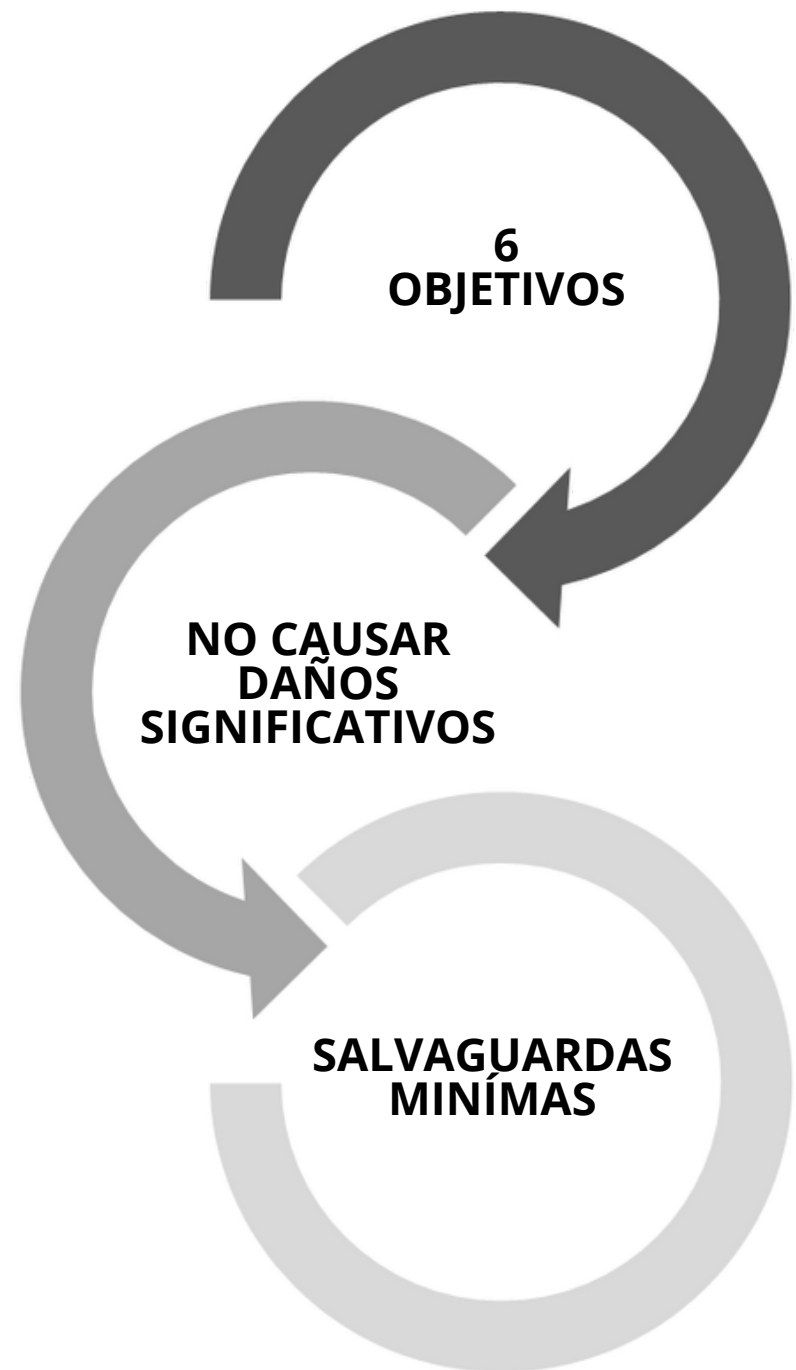 6
OBJETIVOS
NO CAUSAR
DAÑOS
SIGNIFICATIVOS
SALVAGUARDAS
MINÍMAS